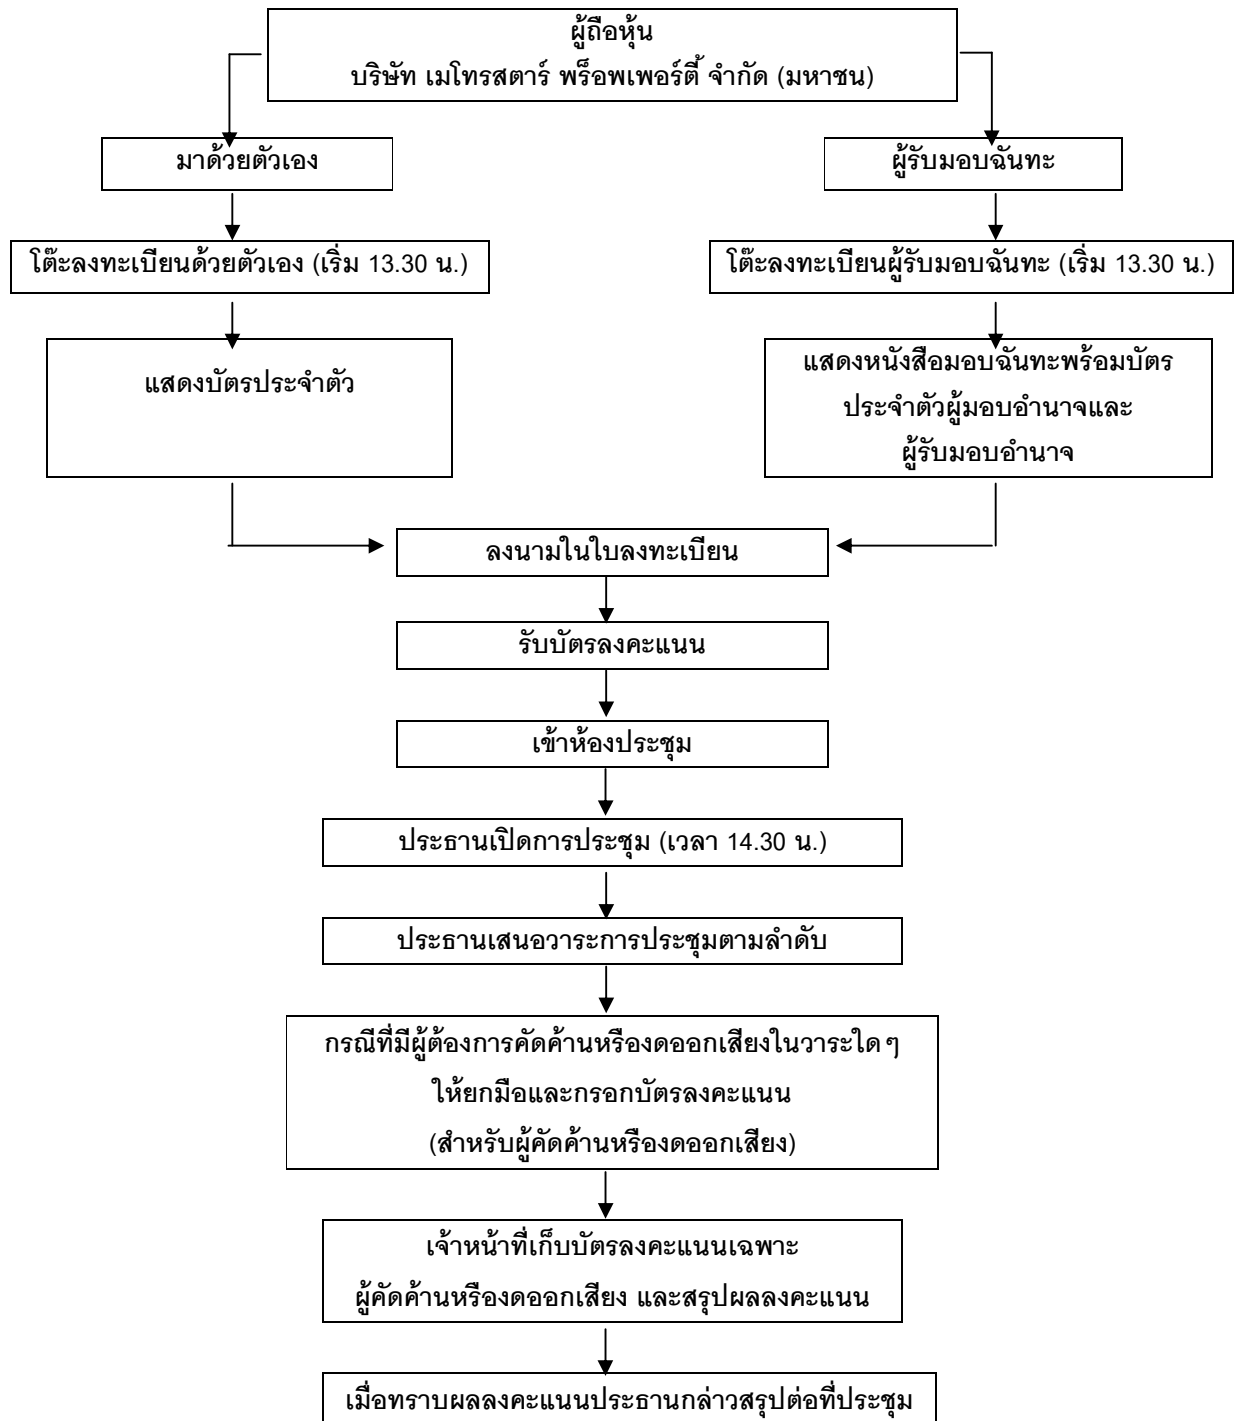 ผู้ถือหุ้น
บริษัท เมโทรสตาร์ พร็อพเพอร์ตี้ จำกัด (มหาชน)
มาด้วยตัวเอง
ผู้รับมอบฉันทะ
โต๊ะลงทะเบียนด้วยตัวเอง (เริ่ม 13.30 น.)
โต๊ะลงทะเบียนผู้รับมอบฉันทะ (เริ่ม 13.30 น.)
แสดงบัตรประจำตัว
แสดงหนังสือมอบฉันทะพร้อมบัตร
ประจำตัวผู้มอบอำนาจและ
ผู้รับมอบอำนาจ
ลงนามในใบลงทะเบียน
รับบัตรลงคะแนน
เข้าห้องประชุม
ประธานเปิดการประชุม (เวลา 14.30 น.)
ประธานเสนอวาระการประชุมตามลำดับ
กรณีที่มีผู้ต้องการคัดค้านหรืองดออกเสียงในวาระใดๆ
ให้ยกมือและกรอกบัตรลงคะแนน
(สำหรับผู้คัดค้านหรืองดออกเสียง)
เจ้าหน้าที่เก็บบัตรลงคะแนนเฉพาะ
ผู้คัดค้านหรืองดออกเสียง และสรุปผลลงคะแนน
เมื่อทราบผลลงคะแนนประธานกล่าวสรุปต่อที่ประชุม